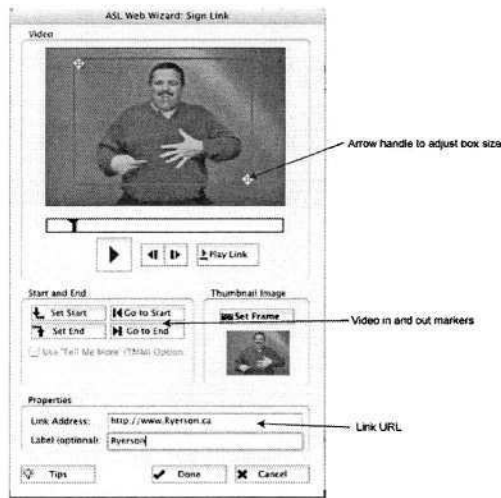 ASL Web Wizard: Sign Link
Video
Arrow handle to adjust box size
Play Link
Start and End
Thumbnail Image
Set Start
Go to Start
Set Frame
Set End
Go to End
Video in and out markers
Use "Tell Me More" (TMM) Option
Properties
Link Address: http://www.Ryerson.ca
Link URL
Label (optional): Ryerson
Tips
Done
Cancel